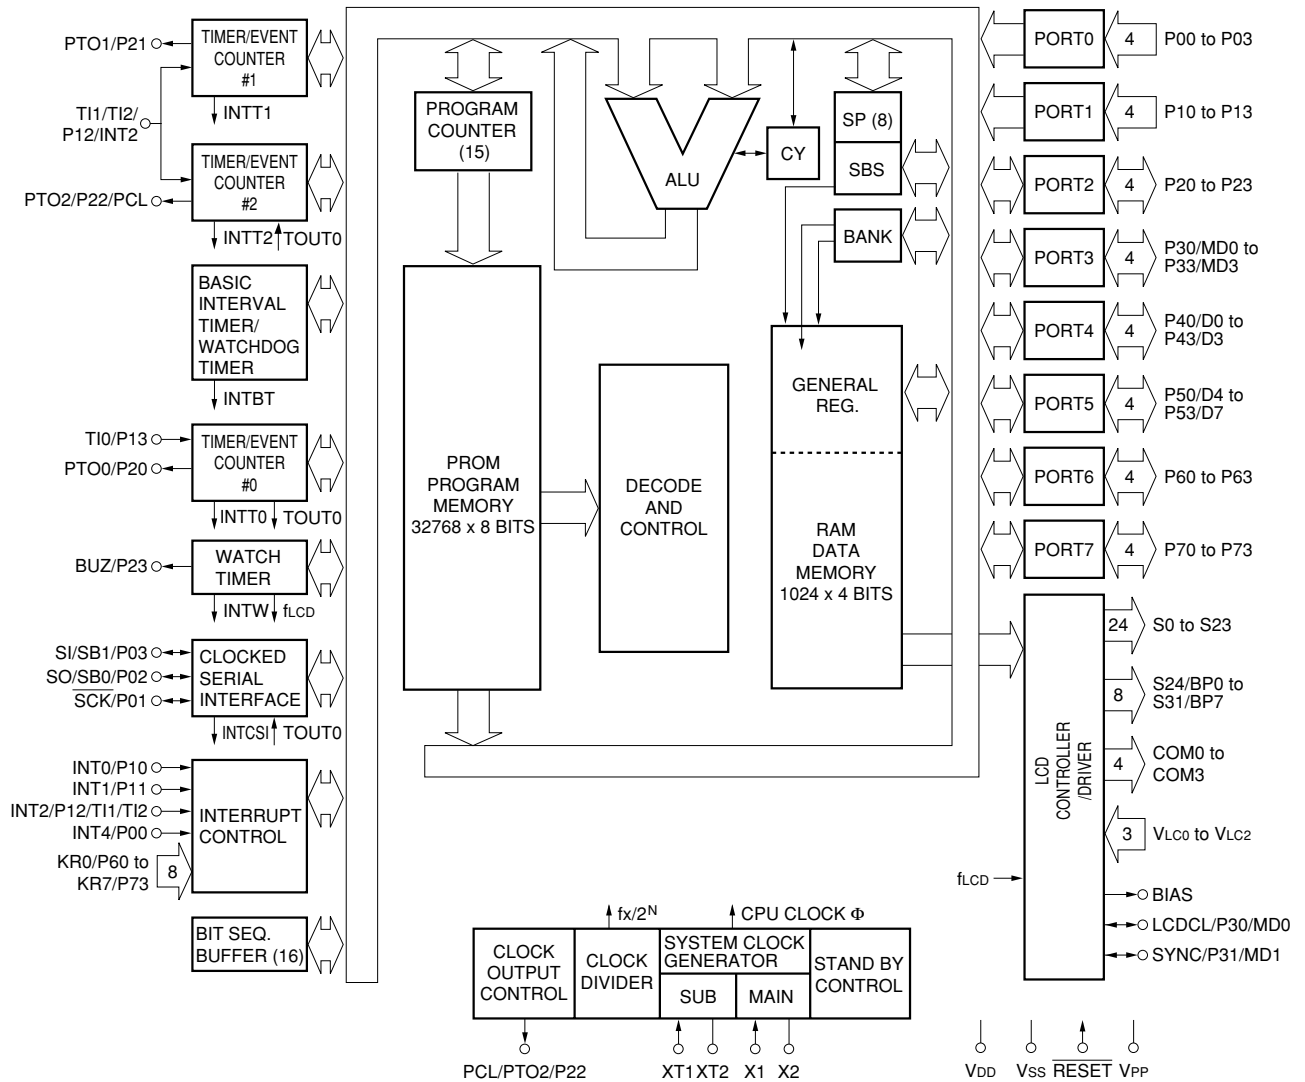 PTO1/P21
TIMER/EVENT
COUNTER
#1
INTT1
TI1/TI2/
P12/INT2
TIMER/EVENT
COUNTER
#2
PTO2/P22/PCL
INTT2
TOUT0
BASIC
INTERVAL
TIMER/
WATCHDOG
TIMER
INTBT
TI0/P13
PTO0/P20
TIMER/EVENT
COUNTER
#0
INTT0
TOUT0
BUZ/P23
WATCH
TIMER
INTW
fLCD
SI/SB1/P03
SO/SB0/P02
SCK/P01
CLOCKED
SERIAL
INTERFACE
INTCSI
TOUT0
INT0/P10
INT1/P11
INT2/P12/TI1/TI2
INT4/P00
KR0/P60 to
KR7/P73
8
INTERRUPT
CONTROL
BIT SEQ.
BUFFER (16)
PROGRAM
COUNTER
(15)
ALU
CY
SP (8)
SBS
BANK
PROM
PROGRAM
MEMORY
32768 x 8 BITS
DECODE
AND
CONTROL
GENERAL
REG.
RAM
DATA
MEMORY
1024 x 4 BITS
fx/2N
CPU CLOCK Φ
CLOCK
OUTPUT
CONTROL
CLOCK
DIVIDER
SYSTEM CLOCK
GENERATOR
SUB
MAIN
STAND BY
CONTROL
PCL/PTO2/P22
XT1 XT2
X1
X2
PORT0
4
P00 to P03
PORT1
4
P10 to P13
PORT2
4
P20 to P23
PORT3
4
P30/MD0 to
P33/MD3
PORT4
4
P40/D0 to
P43/D3
PORT5
4
P50/D4 to
P53/D7
PORT6
4
P60 to P63
PORT7
4
P70 to P73
LCD
CONTROLLER
/DRIVER
24
S0 to S23
8
S24/BP0 to
S31/BP7
4
COM0 to
COM3
3
VLC0 to VLC2
fLCD
BIAS
LCDCL/P30/MD0
SYNC/P31/MD1
VDD
VSS
RESET
VPP